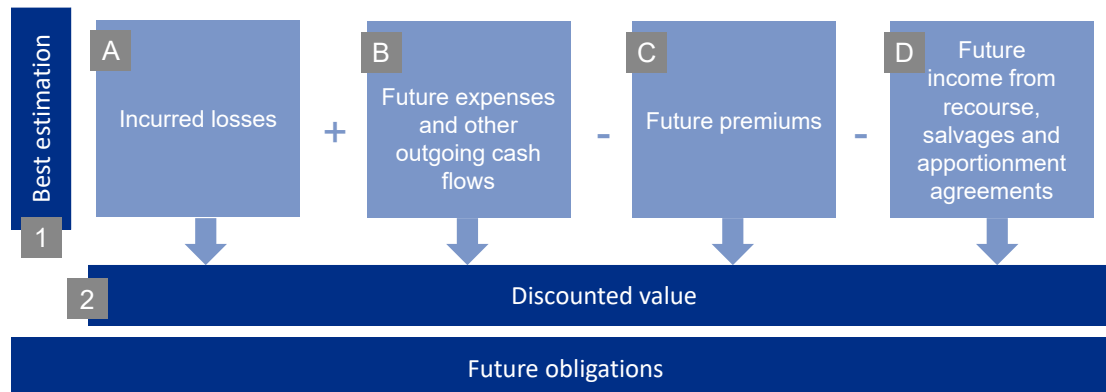 Best estimation
1
A
Incurred losses
+
B
Future expenses
and other
outgoing cash
flows
-
C
Future premiums
-
D
Future
income from
recourse,
salvages and
apportionment
agreements
2
Discounted value
Future obligations